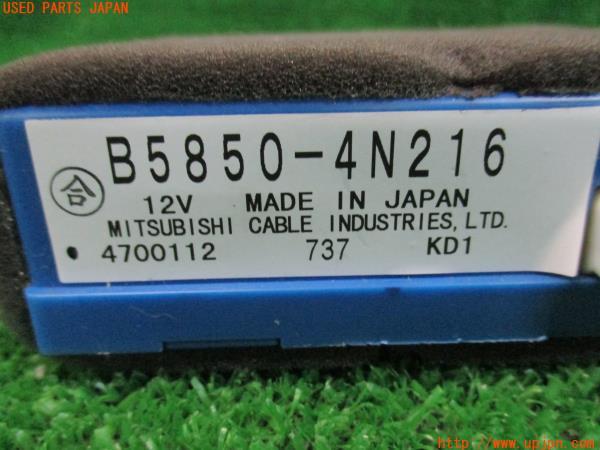 USED PARTS JAPAN
B5850-4N216
合
12V MADE IN JAPAN
MITSUBISHI CABLE INDUSTRIES, LTD.
4700112 737 KD1
http://www.upjpn.com/